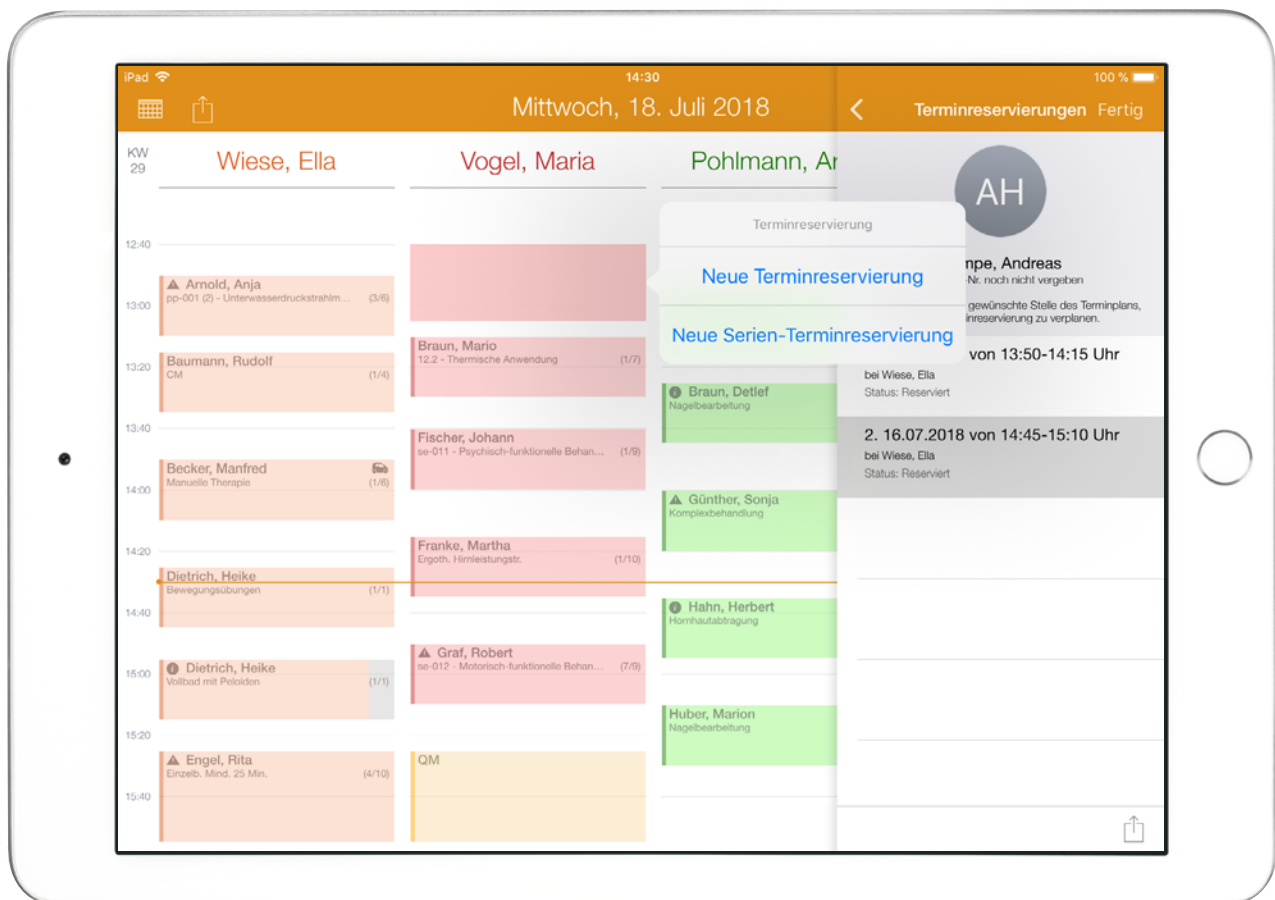 iPad
14:30
100 %
Mittwoch, 18. Juli 2018
Terminreservierungen Fertig
KW
29
Wiese, Ella
Vogel, Maria
Pohlmann, Ar
12:40
13:00
13:20
13:40
14:00
14:20
14:40
15:00
15:20
15:40
Arnold, Anja
pp-001 (2) - Unterwasserdruckstrahlm... (3/6)
Baumann, Rudolf
CM (1/4)
Becker, Manfred
Manuelle Therapie (1/6)
Dietrich, Heike
Bewegungsübungen (1/1)
Dietrich, Heike
Vollbad mit Peloiden (1/1)
Engel, Rita
Einzelb. Mind. 25 Min. (4/10)
Braun, Mario
12.2 - Thermische Anwendung (1/7)
Fischer, Johann
se-011 - Psychisch-funktionelle Behan... (1/9)
Franke, Martha
Ergoth. Hirnleistungstr. (1/10)
Graf, Robert
se-012 - Motorisch-funktionelle Behan... (7/9)
QM
Braun, Detlef
Nagelbearbeitung
Günther, Sonja
Komplexbehandlung
Hahn, Herbert
Hornhautabtragung
Huber, Marion
Nagelbearbeitung
Terminreservierung
Neue Terminreservierung
Neue Serien-Terminreservierung
AH
mpe, Andreas
-Nr. noch nicht vergeben
gewünschte Stelle des Terminplans,
inreservierung zu verplanen.
von 13:50-14:15 Uhr
bei Wiese, Ella
Status: Reserviert
2. 16.07.2018 von 14:45-15:10 Uhr
bei Wiese, Ella
Status: Reserviert